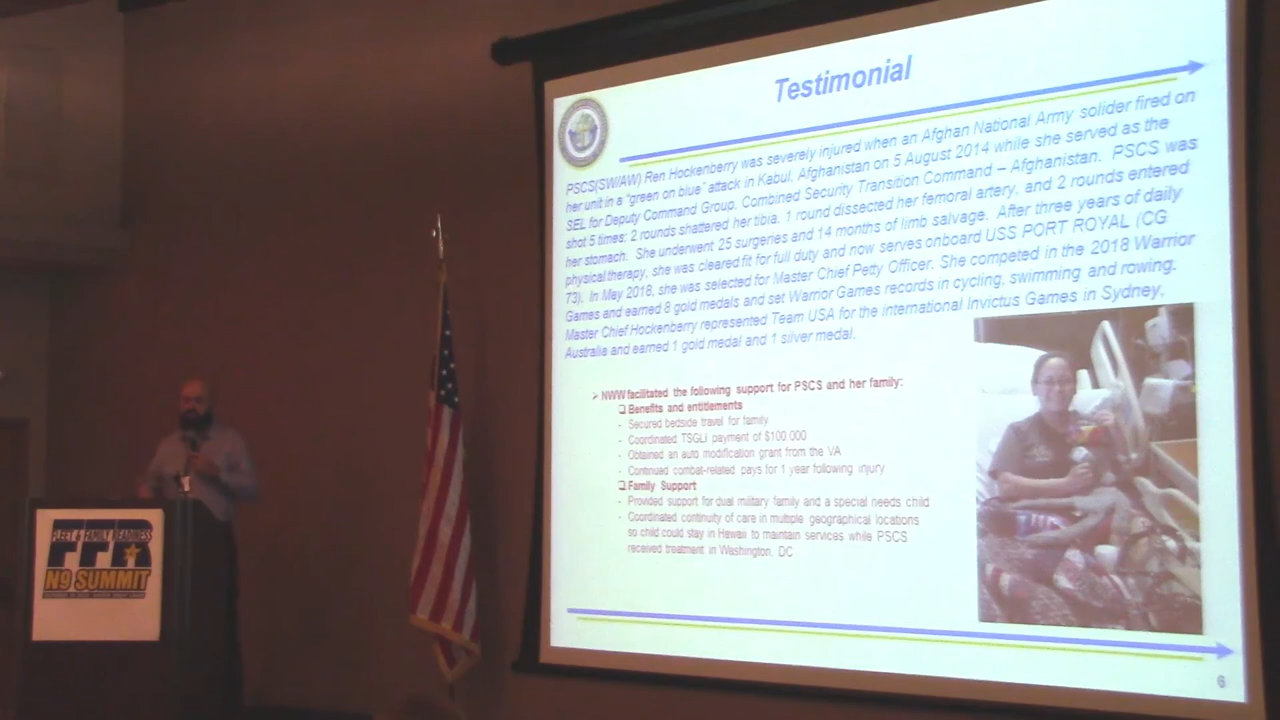 Testimonial
PSCS(SW/AW) Ren Hockenberry was severely injured when an Afghan National Army solider fired on
her unit in a "green on blue" attack in Kabul, Afghanistan on 5 August 2014 while she served as the
SEL for Deputy Command Group, Combined Security Transition Command – Afghanistan. PSCS was
shot 5 times: 2 rounds shattered her tibia, 1 round dissected her femoral artery, and 2 rounds entered
her stomach. She underwent 25 surgeries and 14 months of limb salvage. After three years of daily
physical therapy, she was cleared fit for full duty and now serves onboard USS PORT ROYAL (CG
73). In May 2018, she was selected for Master Chief Petty Officer. She competed in the 2018 Warrior
Games and earned 8 gold medals and set Warrior Games records in cycling, swimming and rowing.
Master Chief Hockenberry represented Team USA for the international Invictus Games in Sydney,
Australia and earned 1 gold medal and 1 silver medal.
➢ NWW facilitated the following support for PSCS and her family:
❑ Benefits and entitlements
- Secured bedside travel for family
- Coordinated TSGLI payment of $100,000
- Obtained an auto modification grant from the VA
- Continued combat-related pays for 1 year following injury
❑ Family Support
- Provided support for dual military family and a special needs child
- Coordinated continuity of care in multiple geographical locations
so child could stay in Hawaii to maintain services while PSCS
received treatment in Washington, DC
6
FLEET & FAMILY READINESS
FFR
N9 SUMMIT